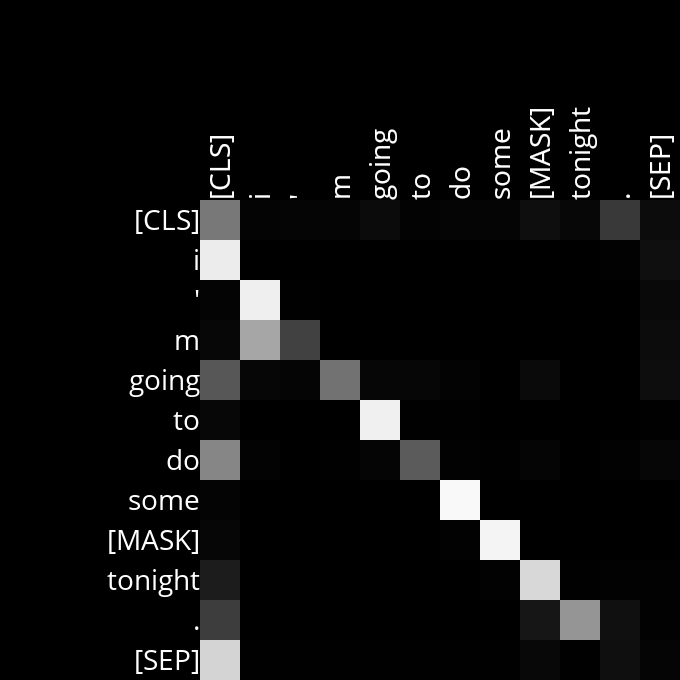 [CLS] i ' m going to do some [MASK] tonight . [SEP]
[CLS]
i
'
m
going
to
do
some
[MASK]
tonight
.
[SEP]